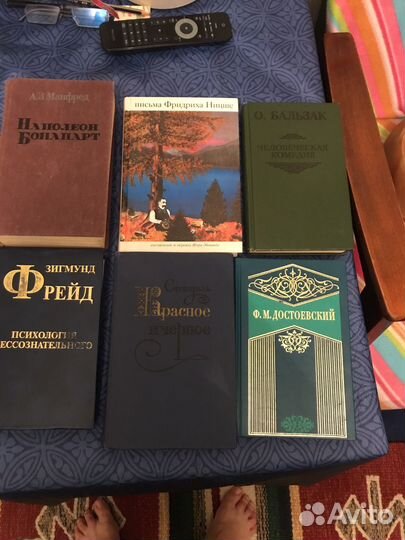 А.З. Манфред
Наполеон
Бонапарт
письма Фридриха Ницше
О. БАЛЬЗАК
ЧЕЛОВЕЧЕСКАЯ
КОМЕДИЯ
ЗИГМУНД
ФРЕЙД
ПСИХОЛОГИЯ
БЕССОЗНАТЕЛЬНОГО
Стендаль
Красное
и черное
Ф. М. ДОСТОЕВСКИЙ
Avito